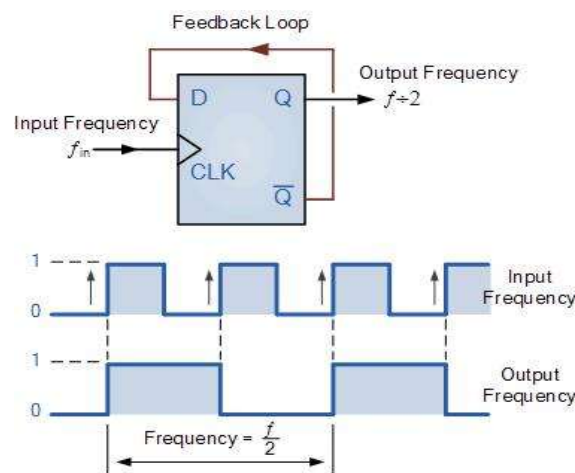 Feedback Loop
Output Frequency
D
Q
f÷2
Input Frequency
fin
CLK
Q̅
1
0
Input
Frequency
1
0
Output
Frequency
Frequency = f/2